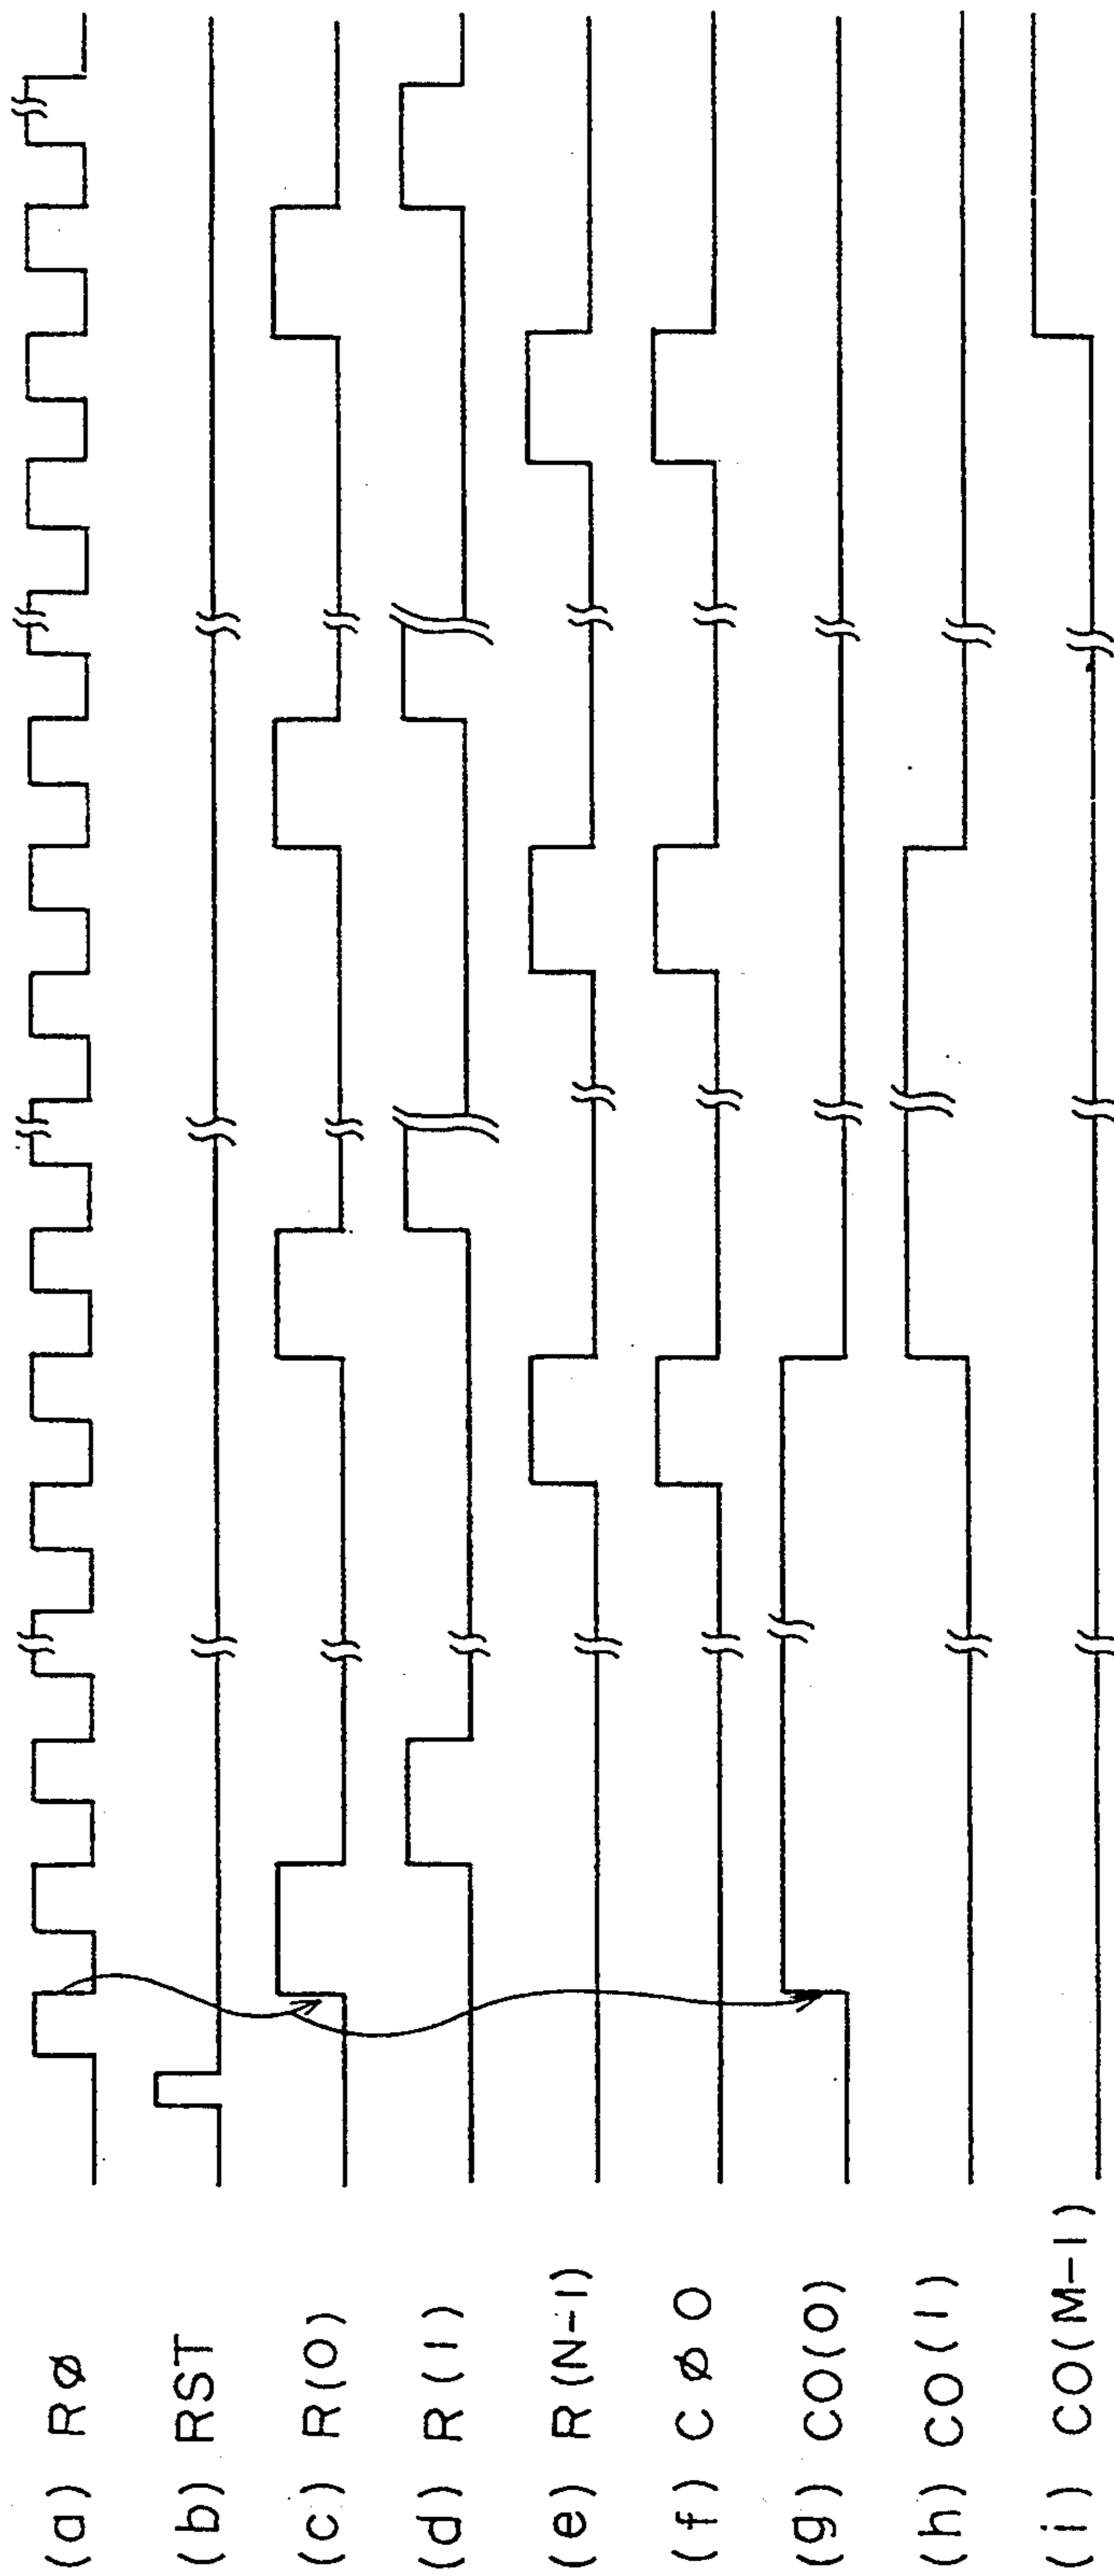 (a) RØ
(b) RST
(c) R(0)
(d) R(1)
(e) R(N-1)
(f) CØ0
(g) CO(0)
(h) CO(1)
(i) CO(M-1)